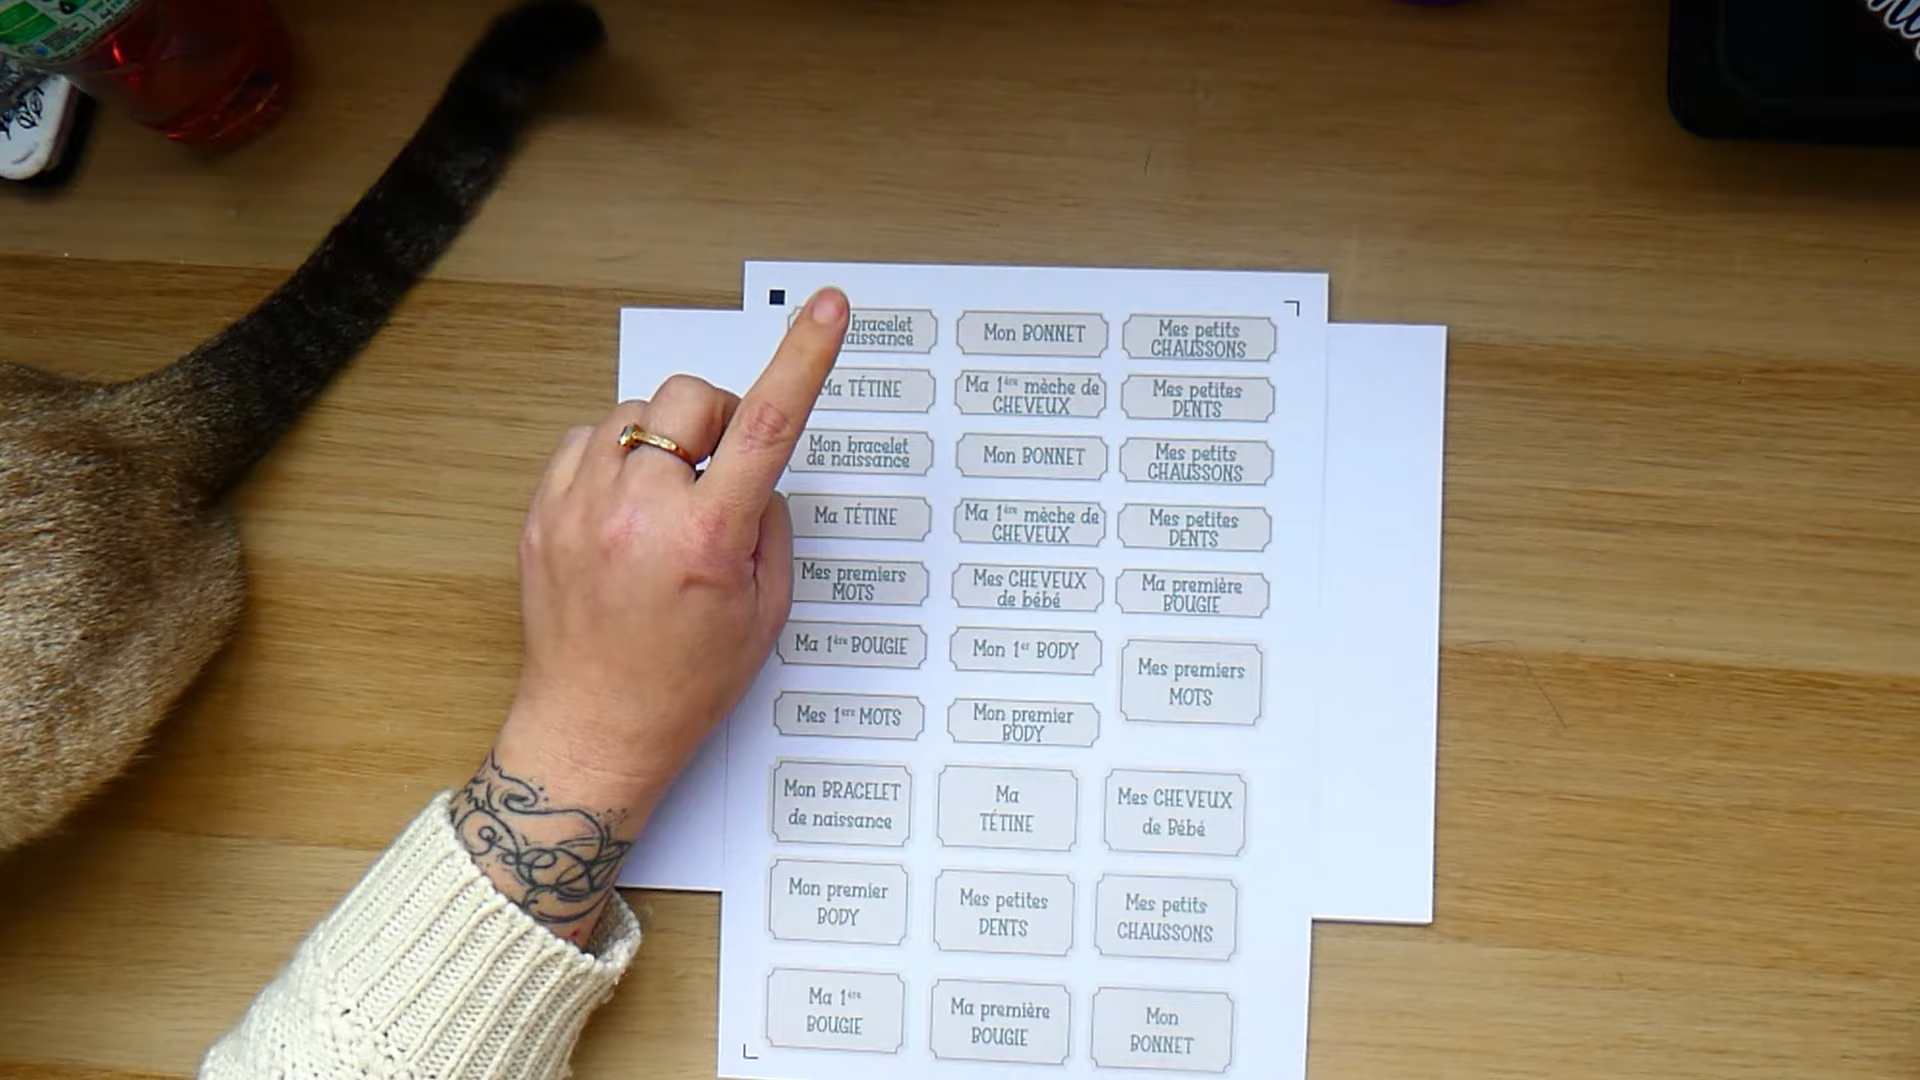 bracelet
naissance
Mon BONNET
Mes petits
CHAUSSONS
Ma TÉTINE
Ma 1ère mèche de
CHEVEUX
Mes petites
DENTS
Mon bracelet
de naissance
Mon BONNET
Mes petits
CHAUSSONS
Ma TÉTINE
Ma 1ère mèche de
CHEVEUX
Mes petites
DENTS
Mes premiers
MOTS
Mes CHEVEUX
de bébé
Ma première
BOUGIE
Ma 1ère BOUGIE
Mon 1er BODY
Mes premiers
MOTS
Mes 1ers MOTS
Mon premier
BODY
Mon BRACELET
de naissance
Ma
TÉTINE
Mes CHEVEUX
de Bébé
Mon premier
BODY
Mes petites
DENTS
Mes petits
CHAUSSONS
Ma 1ère
BOUGIE
Ma première
BOUGIE
Mon
BONNET